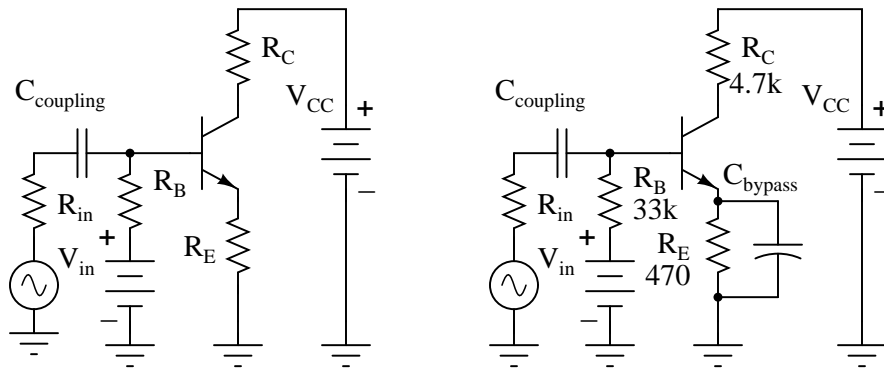 R_C
C_coupling
V_CC
+
R_B
R_in
−
V_in
+
R_E
−
R_C
4.7k
C_coupling
V_CC
+
C_bypass
R_B
33k
R_in
−
V_in
+
R_E
470
−